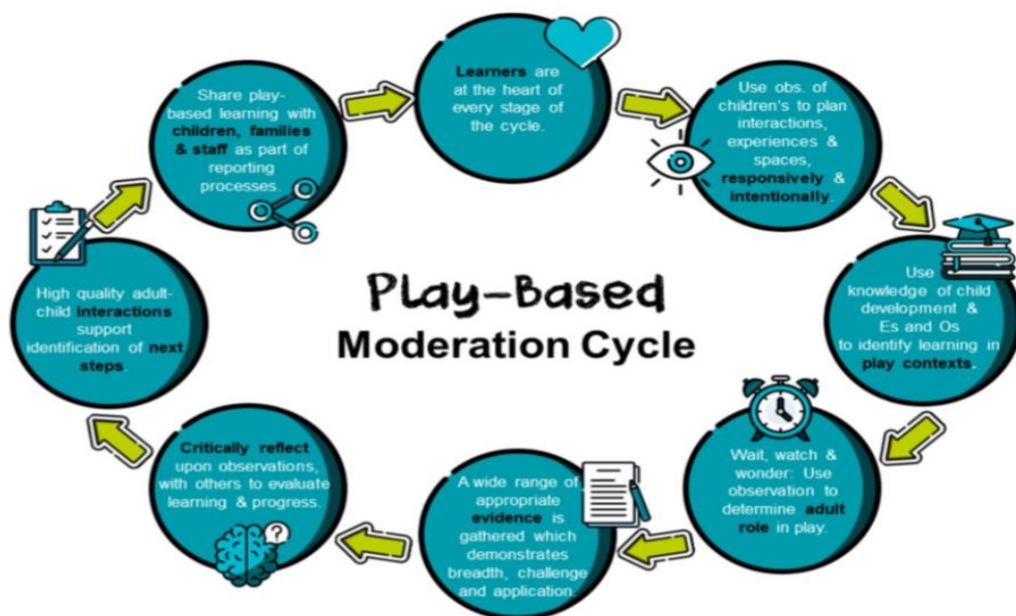 Play-Based
Moderation Cycle
Learners are
at the heart of
every stage of
the cycle.
Use obs. of
children's to plan
interactions,
experiences &
spaces,
responsively &
intentionally.
Use
knowledge of child
development &
Es and Os
to identify learning in
play contexts.
Wait, watch &
wonder: Use
observation to
determine adult
role in play.
A wide range of
appropriate
evidence is
gathered which
demonstrates
breadth, challenge
and application.
Critically reflect
upon observations,
with others to evaluate
learning & progress.
High quality adult-
child interactions
support
identification of next
steps.
Share play-
based learning with
children, families
& staff as part of
reporting
processes.
?